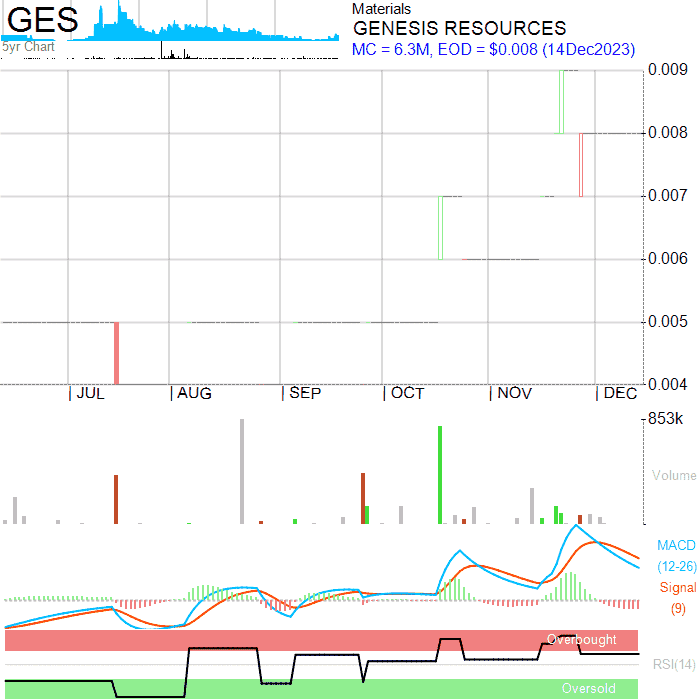 GES
5yr Chart
Materials
GENESIS RESOURCES
MC = 6.3M, EOD = $0.008 (14Dec2023)
0.009
0.008
0.007
0.006
0.005
0.004
JUL AUG SEP OCT NOV DEC
853k
Volume
MACD
(12-26)
Signal
(9)
Overbought
RSI(14)
Oversold